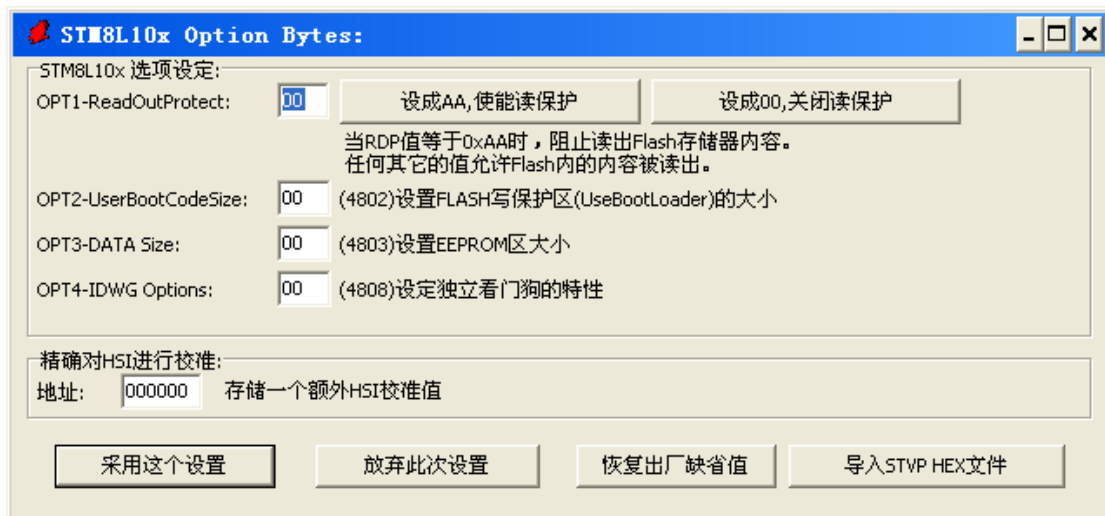 STM8L10x Option Bytes:
STM8L10x 选项设定:
OPT1-ReadOutProtect: 00 设成AA,使能读保护 设成00,关闭读保护
当RDP值等于0xAA时，阻止读出Flash存储器内容。
任何其它的值允许Flash内的内容被读出。
OPT2-UserBootCodeSize: 00 (4802)设置FLASH写保护区(UseBootLoader)的大小
OPT3-DATA Size: 00 (4803)设置EEPROM区大小
OPT4-IDWG Options: 00 (4808)设定独立看门狗的特性
精确对HSI进行校准:
地址: 000000 存储一个额外HSI校准值
采用这个设置 放弃此次设置 恢复出厂缺省值 导入STVP HEX文件